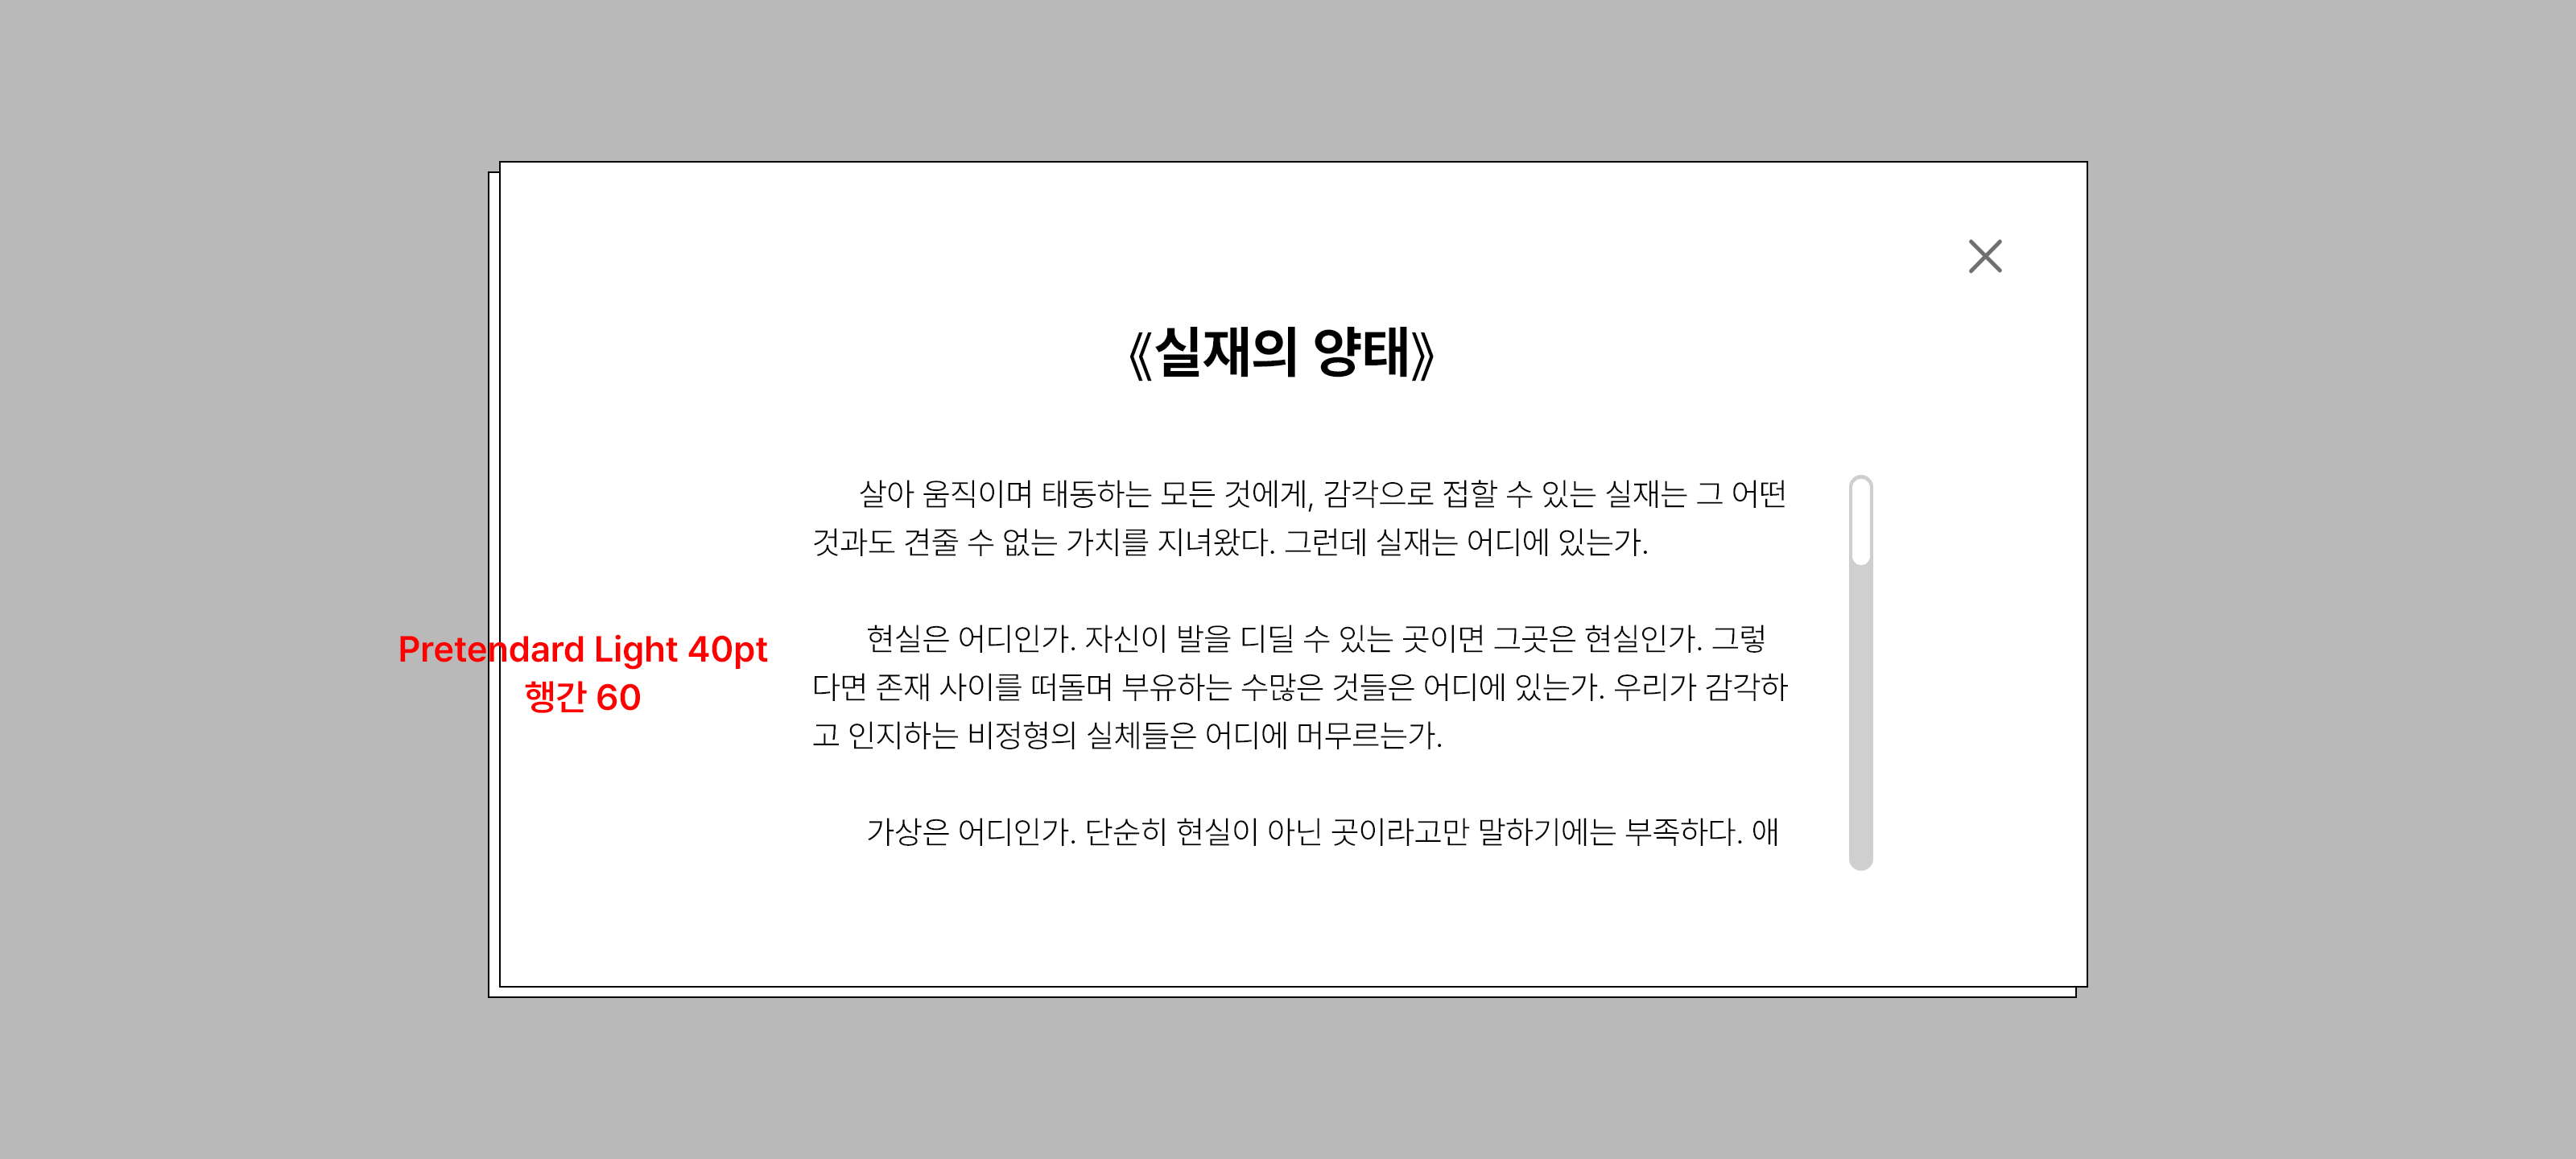 《실재의 양태》
살아 움직이며 태동하는 모든 것에게, 감각으로 접할 수 있는 실재는 그 어떤
것과도 견줄 수 없는 가치를 지녀왔다. 그런데 실재는 어디에 있는가.
현실은 어디인가. 자신이 발을 디딜 수 있는 곳이면 그곳은 현실인가. 그렇
다면 존재 사이를 떠돌며 부유하는 수많은 것들은 어디에 있는가. 우리가 감각하
고 인지하는 비정형의 실체들은 어디에 머무르는가.
가상은 어디인가. 단순히 현실이 아닌 곳이라고만 말하기에는 부족하다. 애
Pretendard Light 40pt
행간 60